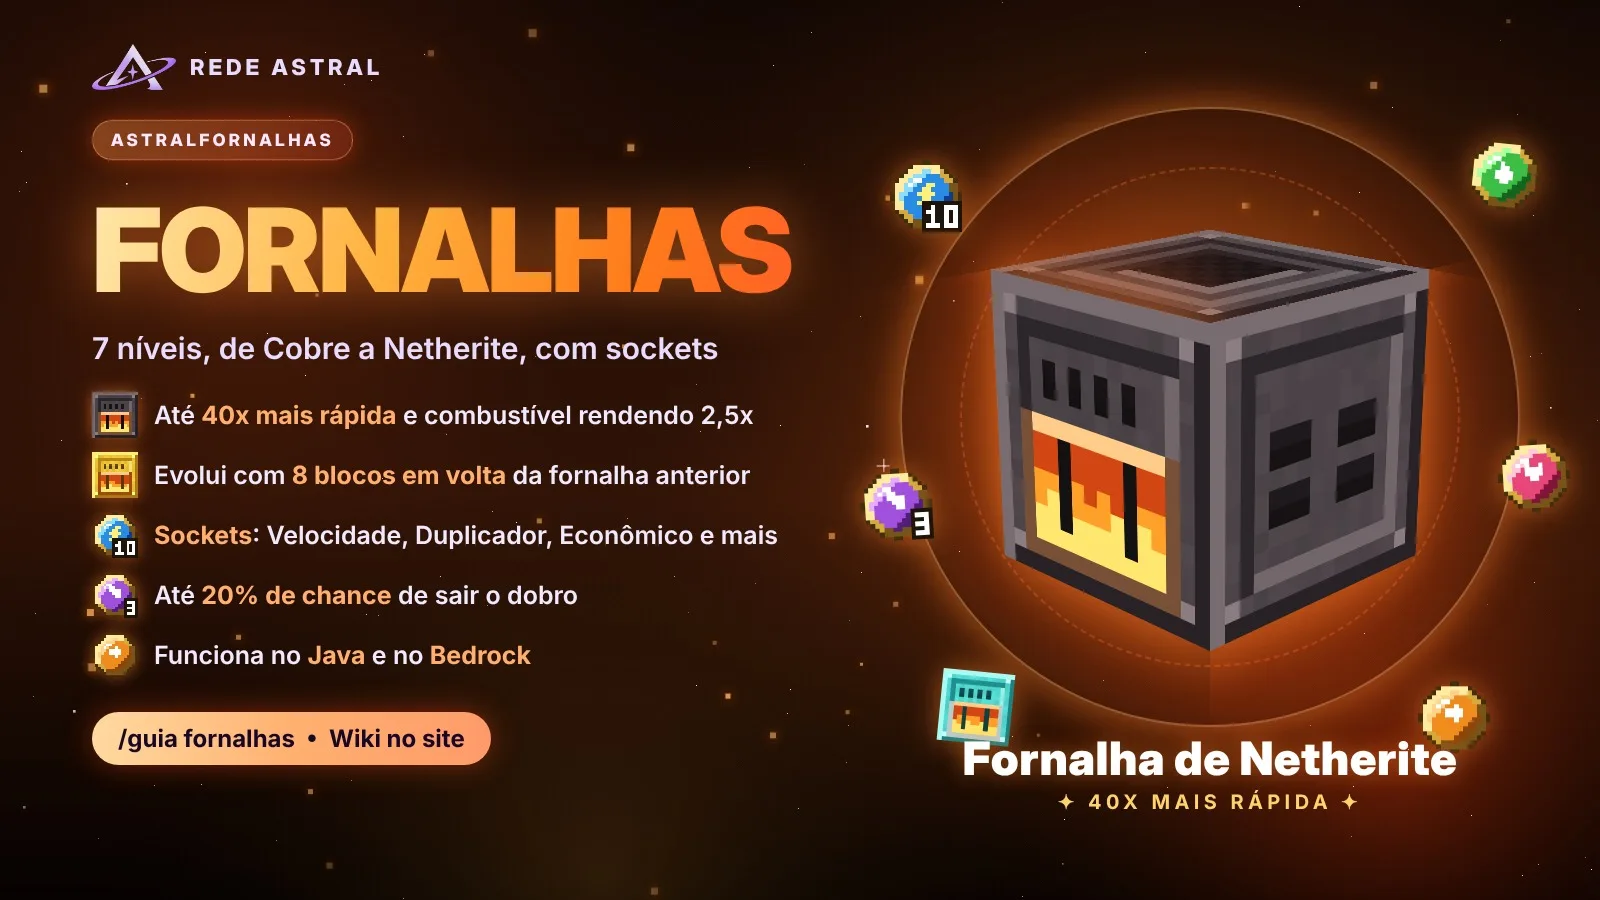 REDE ASTRAL
ASTRALFORNALHAS
FORNALHAS
7 níveis, de Cobre a Netherite, com sockets
Até 40x mais rápida e combustível rendendo 2,5x
Evolui com 8 blocos em volta da fornalha anterior
10
Sockets: Velocidade, Duplicador, Econômico e mais
3
Até 20% de chance de sair o dobro
Funciona no Java e no Bedrock
/guia fornalhas • Wiki no site
10
3
Fornalha de Netherite
✦ 40X MAIS RÁPIDA ✦